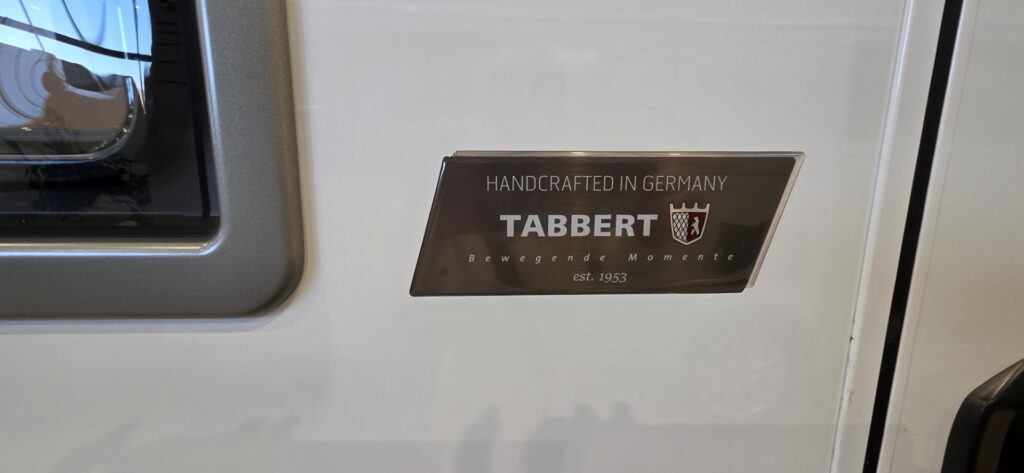 HANDCRAFTED IN GERMANY
TABBERT
Bewegende Momente
est. 1953